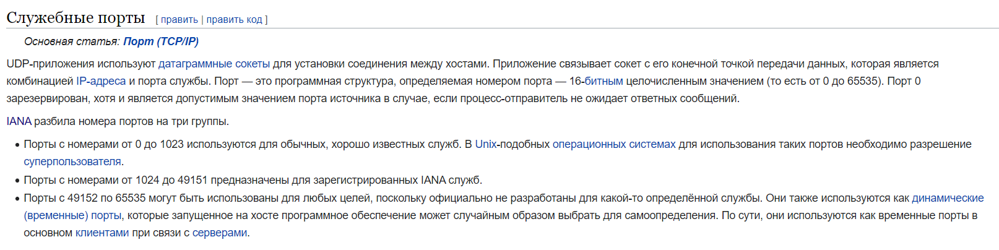 Служебные порты [ править | править код ]
Основная статья: Порт (TCP/IP)
UDP-приложения используют датаграммные сокеты для установки соединения между хостами. Приложение связывает сокет с его конечной точкой передачи данных, которая является
комбинацией IP-адреса и порта службы. Порт — это программная структура, определяемая номером порта — 16-битным целочисленным значением (то есть от 0 до 65535). Порт 0
зарезервирован, хотя и является допустимым значением порта источника в случае, если процесс-отправитель не ожидает ответных сообщений.
IANA разбила номера портов на три группы.
• Порты с номерами от 0 до 1023 используются для обычных, хорошо известных служб. В Unix-подобных операционных системах для использования таких портов необходимо разрешение
суперпользователя.
• Порты с номерами от 1024 до 49151 предназначены для зарегистрированных IANA служб.
• Порты с 49152 по 65535 могут быть использованы для любых целей, поскольку официально не разработаны для какой-то определённой службы. Они также используются как динамические
(временные) порты, которые запущенное на хосте программное обеспечение может случайным образом выбрать для самоопределения. По сути, они используются как временные порты в
основном клиентами при связи с серверами.